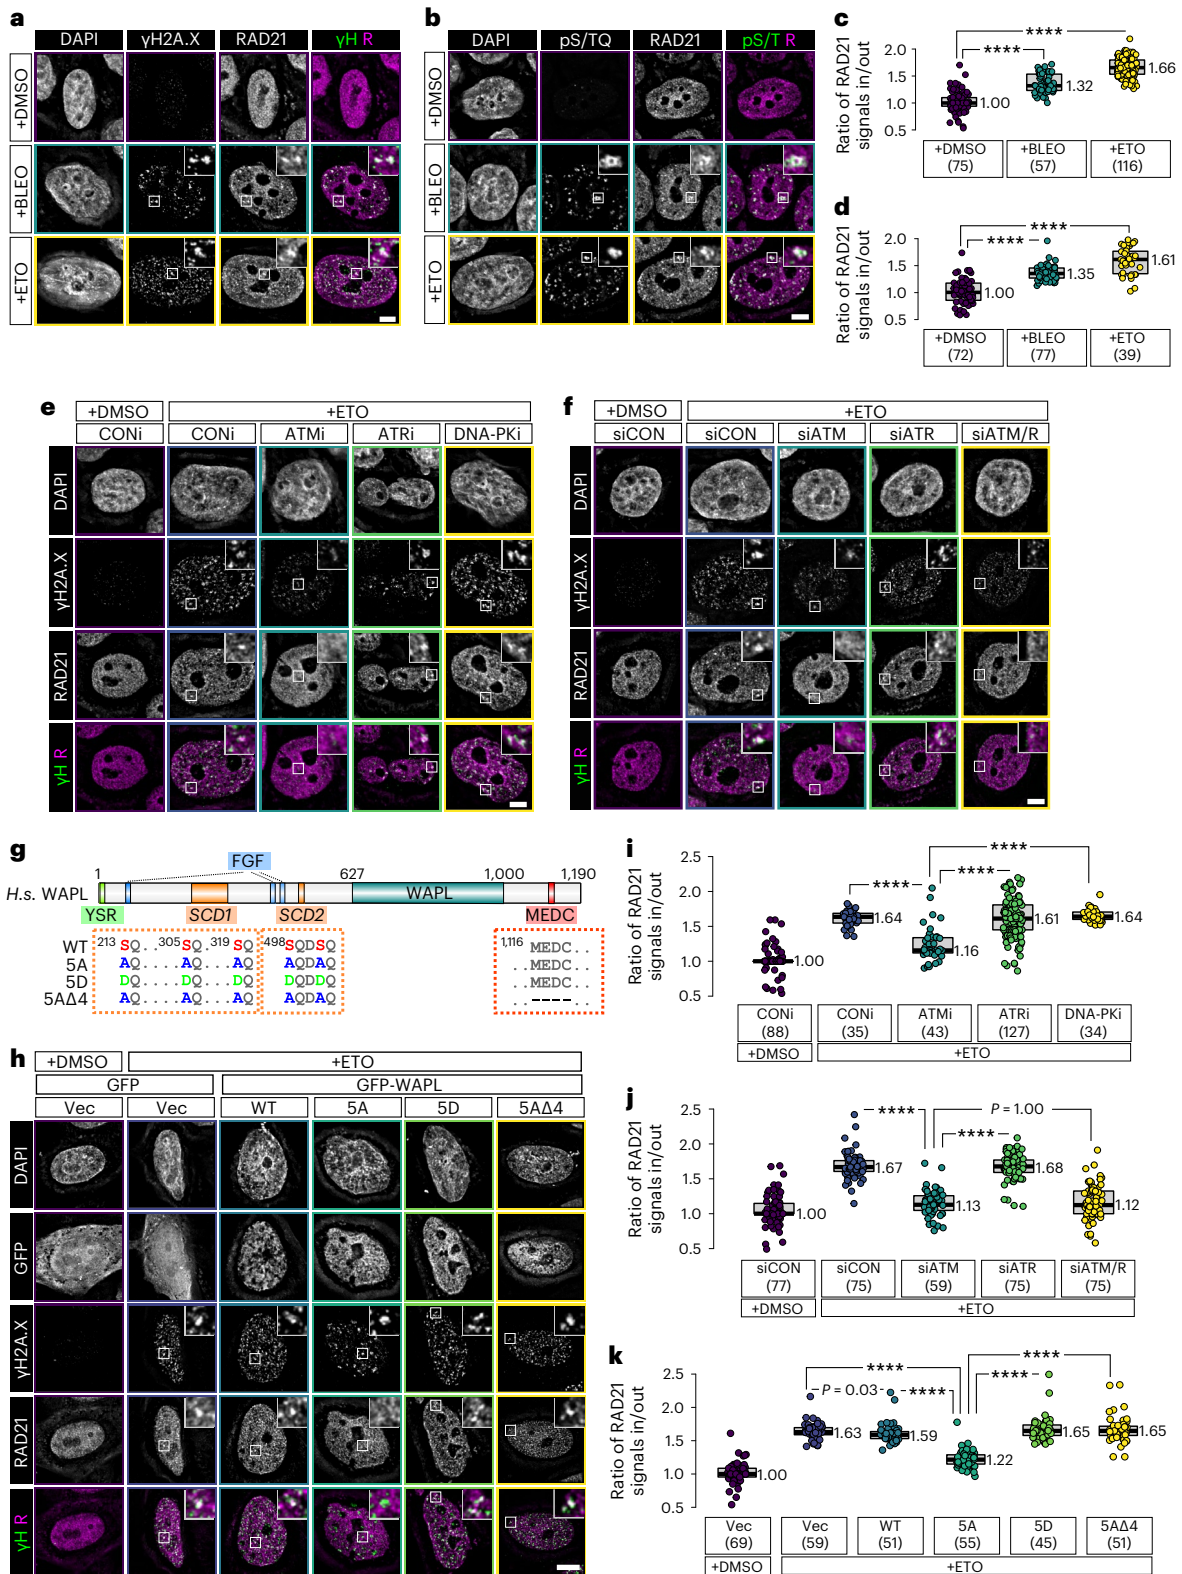 a
DAPI γH2A.X RAD21 γH R
+DMSO
+BLEO
+ETO
b
DAPI pS/TQ RAD21 pS/T R
+DMSO
+BLEO
+ETO
c
Ratio of RAD21 signals in/out
2.0
1.5
1.0
0.5
****
****
1.00 1.32 1.66
+DMSO (75) +BLEO (57) +ETO (116)
d
Ratio of RAD21 signals in/out
2.0
1.5
1.0
0.5
****
****
1.00 1.35 1.61
+DMSO (72) +BLEO (77) +ETO (39)
e
+DMSO +ETO
CONi CONi ATMi ATRi DNA-PKi
DAPI
γH2A.X
RAD21
γH R
f
+DMSO +ETO
siCON siCON siATM siATR siATM/R
DAPI
γH2A.X
RAD21
γH R
g
1 FGF 627 1,000 1,190
H.s. WAPL WAPL
YSR SCD1 SCD2 MEDC
213 305 319 498 1,116
WT SQ...SQ...SQ SQDSQ ..MEDC..
5A AQ.....AQ....AQ AQDAQ ..MEDC..
5D DQ.....DQ....DQ DQDDQ ..MEDC..
5AΔ4 AQ.....AQ....AQ AQDAQ ..----..
h
+DMSO +ETO
GFP GFP-WAPL
Vec Vec WT 5A 5D 5AΔ4
DAPI
GFP
γH2A.X
RAD21
γH R
i
Ratio of RAD21 signals in/out
2.5
2.0
1.5
1.0
0.5
****
**** ****
1.00 1.64 1.16 1.61 1.64
CONi (88) CONi (35) ATMi (43) ATRi (127) DNA-PKi (34)
+DMSO +ETO
j
Ratio of RAD21 signals in/out
2.5
2.0
1.5
1.0
0.5
**** P = 1.00
****
1.00 1.67 1.13 1.68 1.12
siCON (77) siCON (75) siATM (59) siATR (75) siATM/R (75)
+DMSO +ETO
k
Ratio of RAD21 signals in/out
2.5
2.0
1.5
1.0
0.5
**** ****
P = 0.03 **** ****
1.00 1.63 1.59 1.22 1.65 1.65
Vec (69) Vec (59) WT (51) 5A (55) 5D (45) 5AΔ4 (51)
+DMSO +ETO